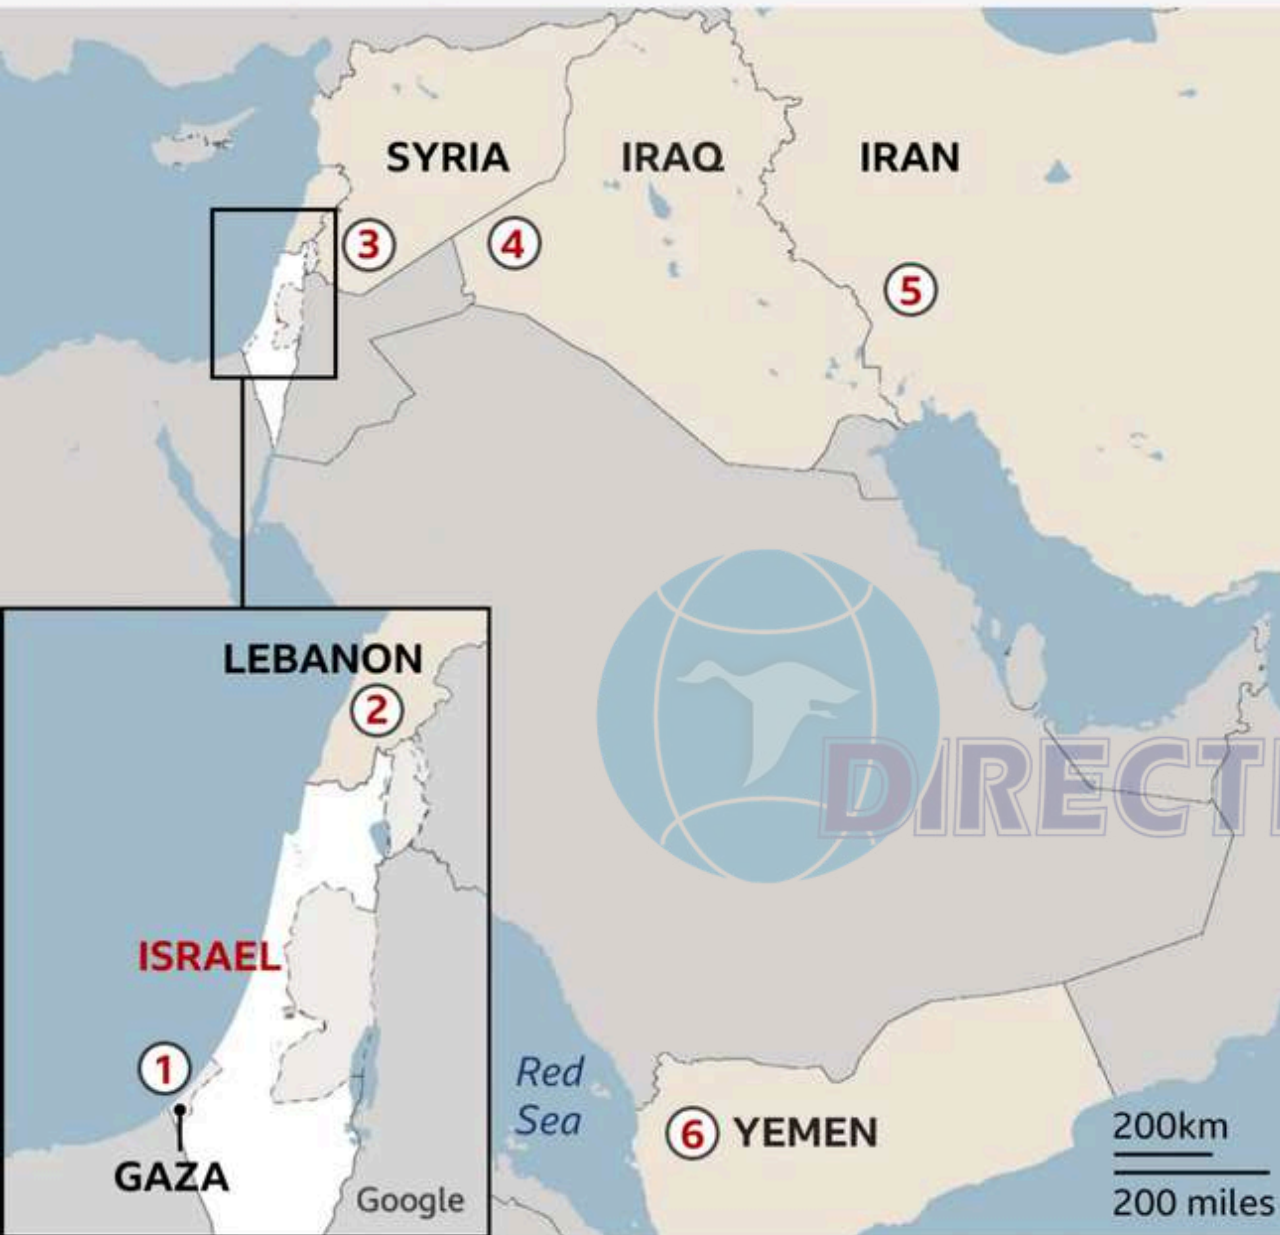 SYRIA
IRAQ
IRAN
3
4
5
LEBANON
2
ISRAEL
1
GAZA
Google
DIRECT
Red
Sea
6 YEMEN
200km
200 miles